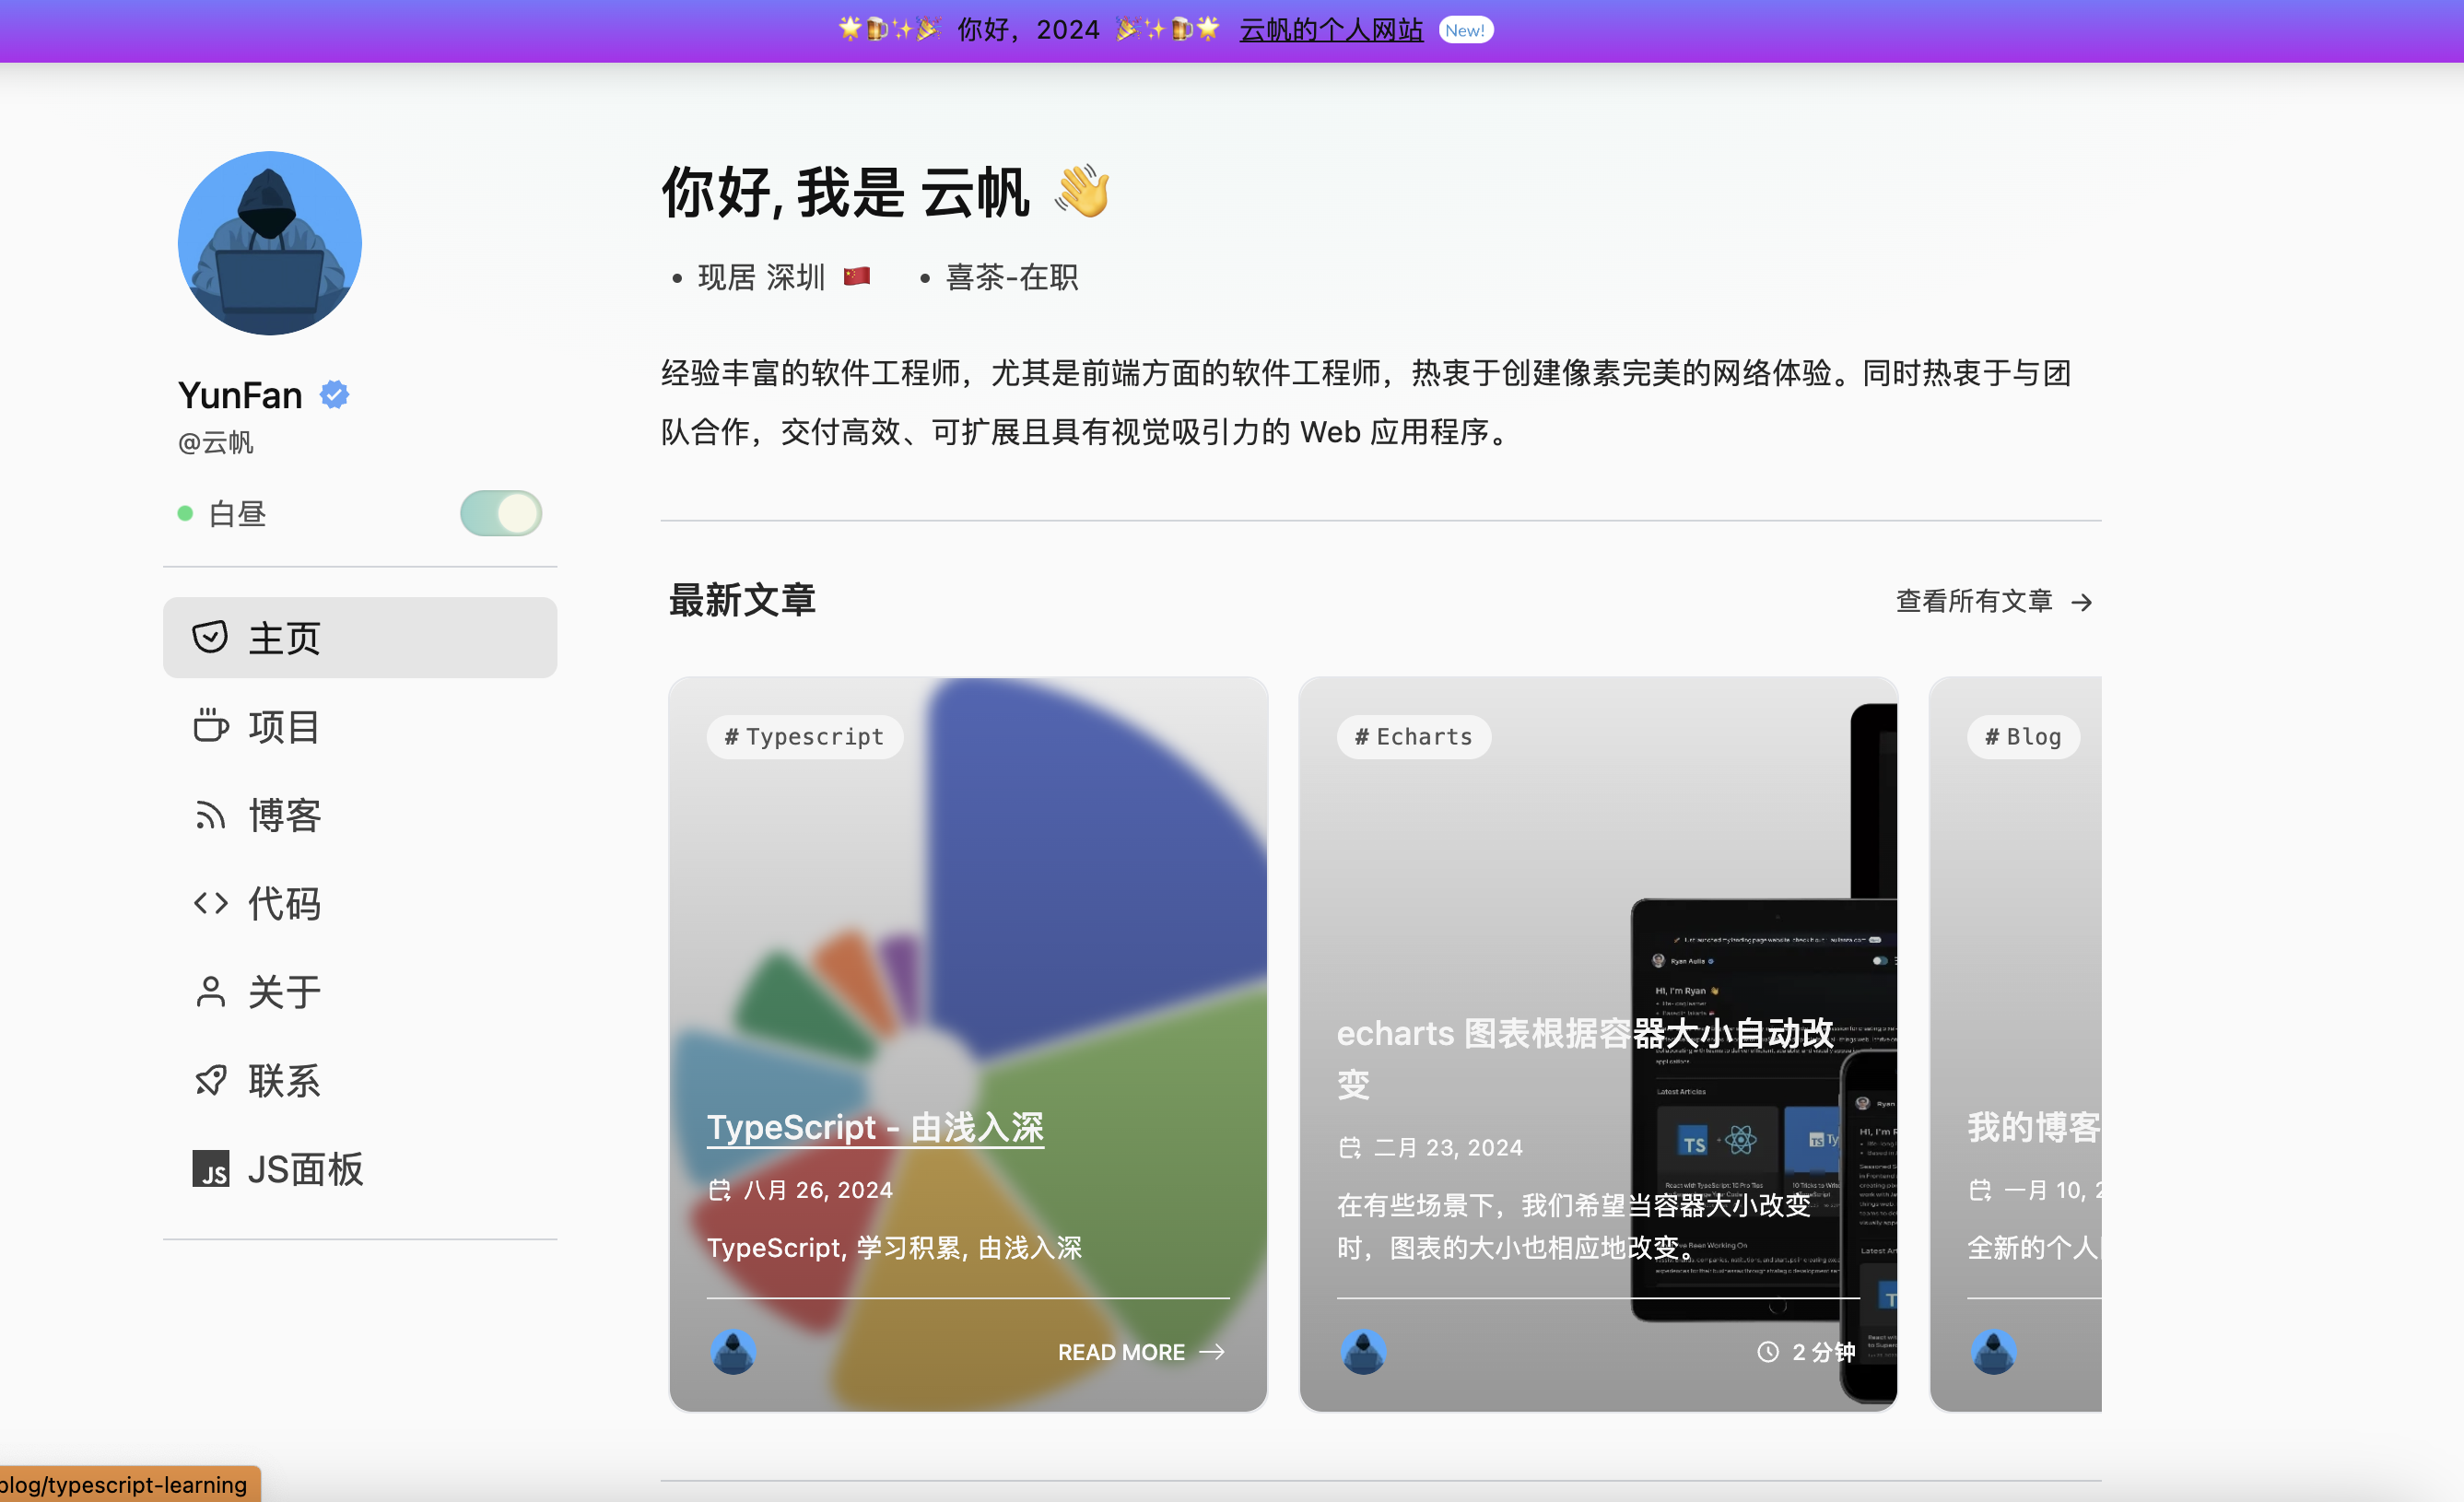 🌟🍺✨🎉 你好，2024 🎉✨🍺🌟 云帆的个人网站 New!
YunFan
@云帆
白昼
主页
项目
博客
代码
关于
联系
JS面板
你好, 我是 云帆 👋
• 现居 深圳 🇨🇳 • 喜茶-在职
经验丰富的软件工程师，尤其是前端方面的软件工程师，热衷于创建像素完美的网络体验。同时热衷于与团
队合作，交付高效、可扩展且具有视觉吸引力的 Web 应用程序。
最新文章
查看所有文章 →
# Typescript
TypeScript - 由浅入深
八月 26, 2024
TypeScript, 学习积累, 由浅入深
READ MORE
# Echarts
echarts 图表根据容器大小自动改
变
二月 23, 2024
在有些场景下，我们希望当容器大小改变
时，图表的大小也相应地改变。
2 分钟
Ryan Aulia
Hi, I'm Ryan 👋
Latest Articles
TS
# Blog
我的博客
一月 10, 2
全新的个人
blog/typescript-learning